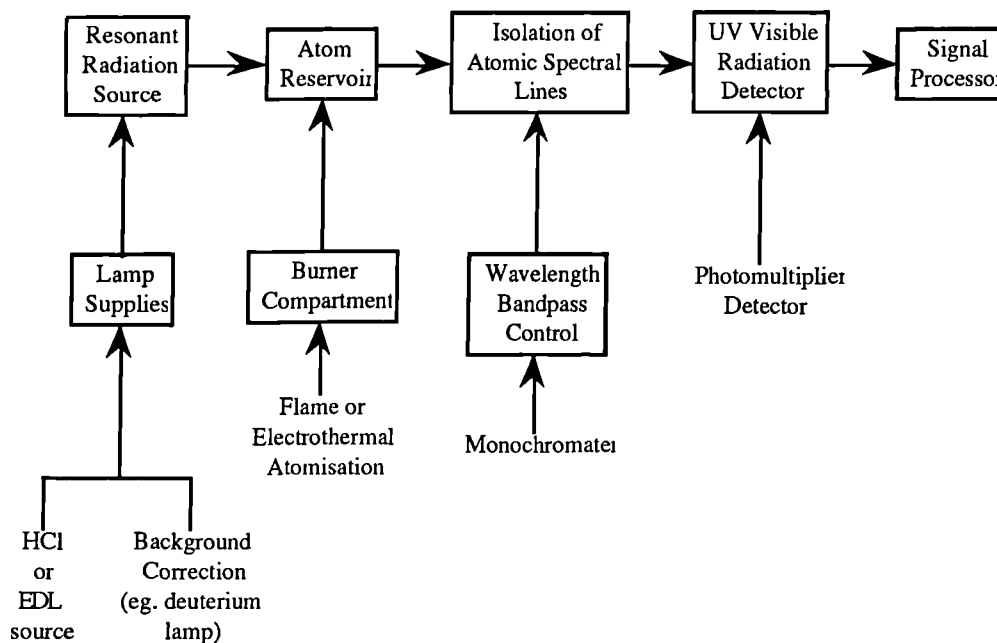 Resonant
Radiation
Source
Atom
Reservoir
Isolation of
Atomic Spectral
Lines
UV Visible
Radiation
Detector
Signal
Processor
Lamp
Supplies
Burner
Compartment
Wavelength
Bandpass
Control
Photomultiplier
Detector
Flame or
Electrothermal
Atomisation
Monochromater
HCl
or
EDL
source
Background
Correction
(eg. deuterium
lamp)